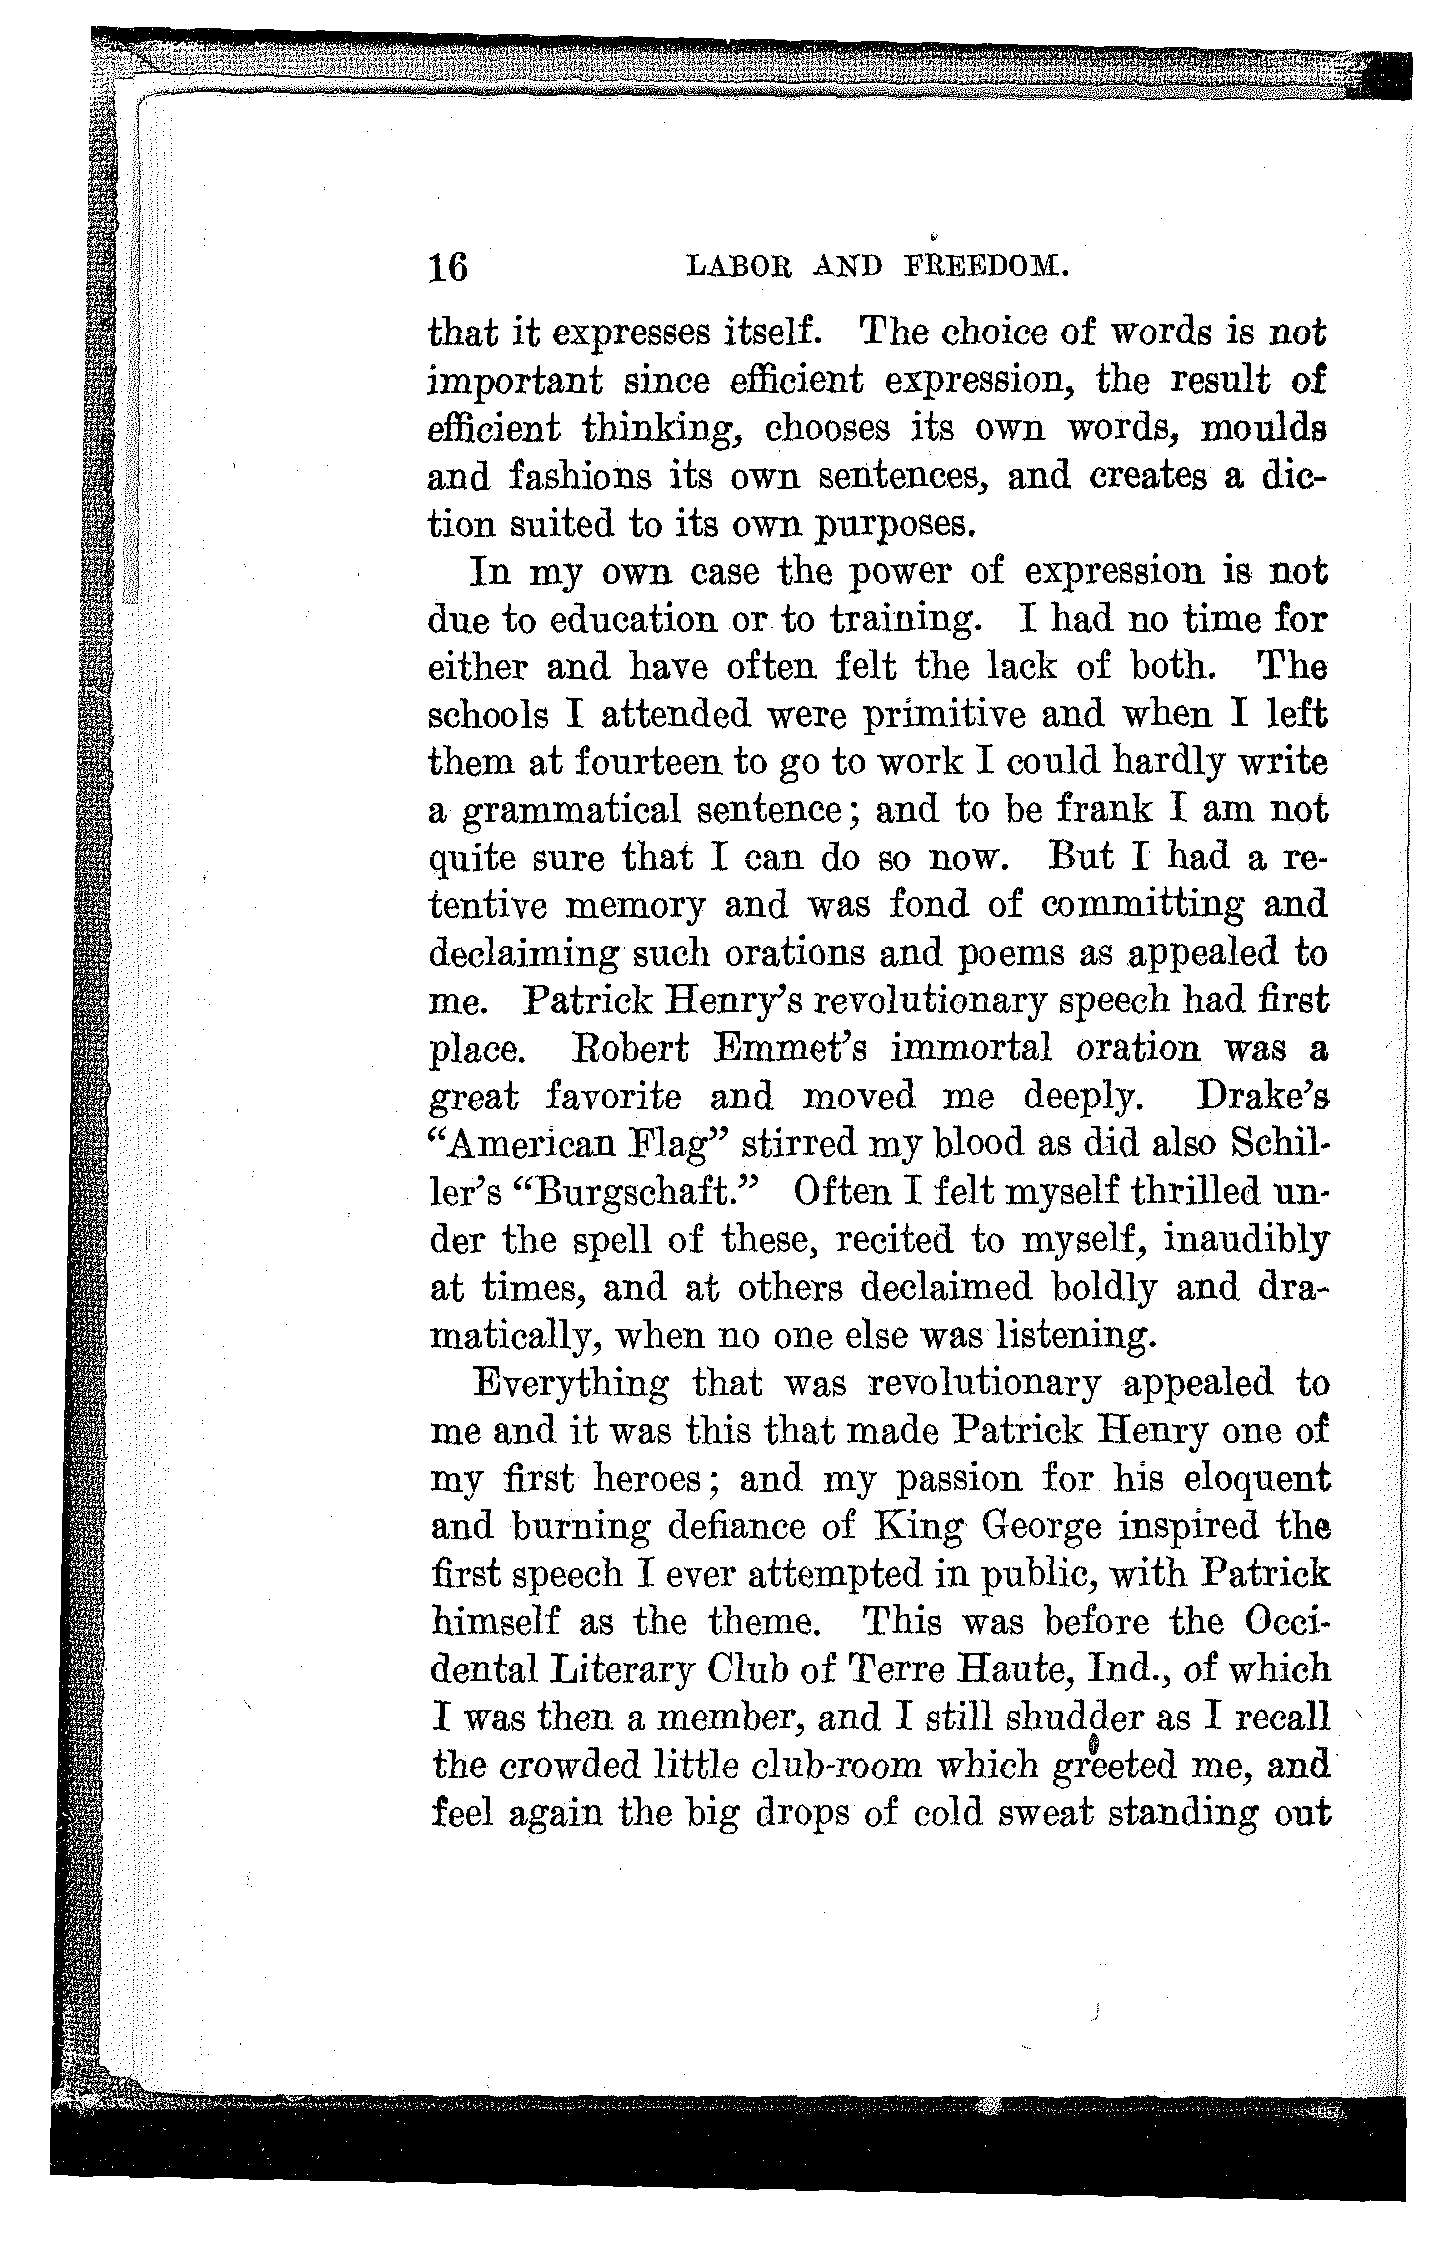 16 LABOR AND FREEDOM.
that it expresses itself. The choice of words is not
important since efficient expression, the result of
efficient thinking, chooses its own words, moulds
and fashions its own sentences, and creates a dic-
tion suited to its own purposes.
In my own case the power of expression is not
due to education or to training. I had no time for
either and have often felt the lack of both. The
schools I attended were primitive and when I left
them at fourteen to go to work I could hardly write
a grammatical sentence; and to be frank I am not
quite sure that I can do so now. But I had a re-
tentive memory and was fond of committing and
declaiming such orations and poems as appealed to
me. Patrick Henry's revolutionary speech had first
place. Robert Emmet's immortal oration was a
great favorite and moved me deeply. Drake's
“American Flag” stirred my blood as did also Schil-
ler's “Burgschaft.” Often I felt myself thrilled un-
der the spell of these, recited to myself, inaudibly
at times, and at others declaimed boldly and dra-
matically, when no one else was listening.
Everything that was revolutionary appealed to
me and it was this that made Patrick Henry one of
my first heroes; and my passion for his eloquent
and burning defiance of King George inspired the
first speech I ever attempted in public, with Patrick
himself as the theme. This was before the Occi-
dental Literary Club of Terre Haute, Ind., of which
I was then a member, and I still shudder as I recall
the crowded little club-room which greeted me, and
feel again the big drops of cold sweat standing out